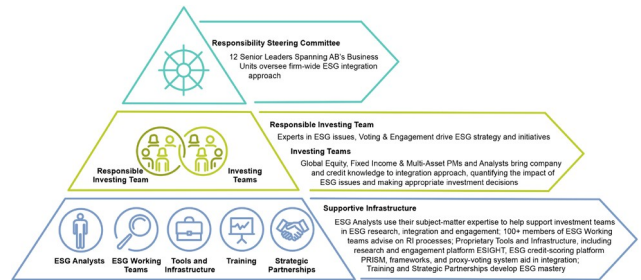 Responsibility Steering Committee
12 Senior Leaders Spanning AB's Business
Units oversee firm-wide ESG integration
approach
Responsible Investing Team
Experts in ESG issues, Voting & Engagement drive ESG strategy and initiatives
Investing Teams
Global Equity, Fixed Income & Multi-Asset PMs and Analysts bring company
and credit knowledge to integration approach, quantifying the impact of
ESG issues and making appropriate investment decisions
Responsible
Investing Team
Investing
Teams
Supportive Infrastructure
ESG Analysts use their subject-matter expertise to help support investment teams
in ESG research, integration and engagement; 100+ members of ESG Working
teams advise on RI processes; Proprietary Tools and Infrastructure, including
research and engagement platform ESIGHT, ESG credit-scoring platform
PRISM, frameworks, and proxy-voting system aid in integration;
Training and Strategic Partnerships develop ESG mastery
ESG Analysts
ESG Working
Teams
Tools and
Infrastructure
Training
Strategic
Partnerships